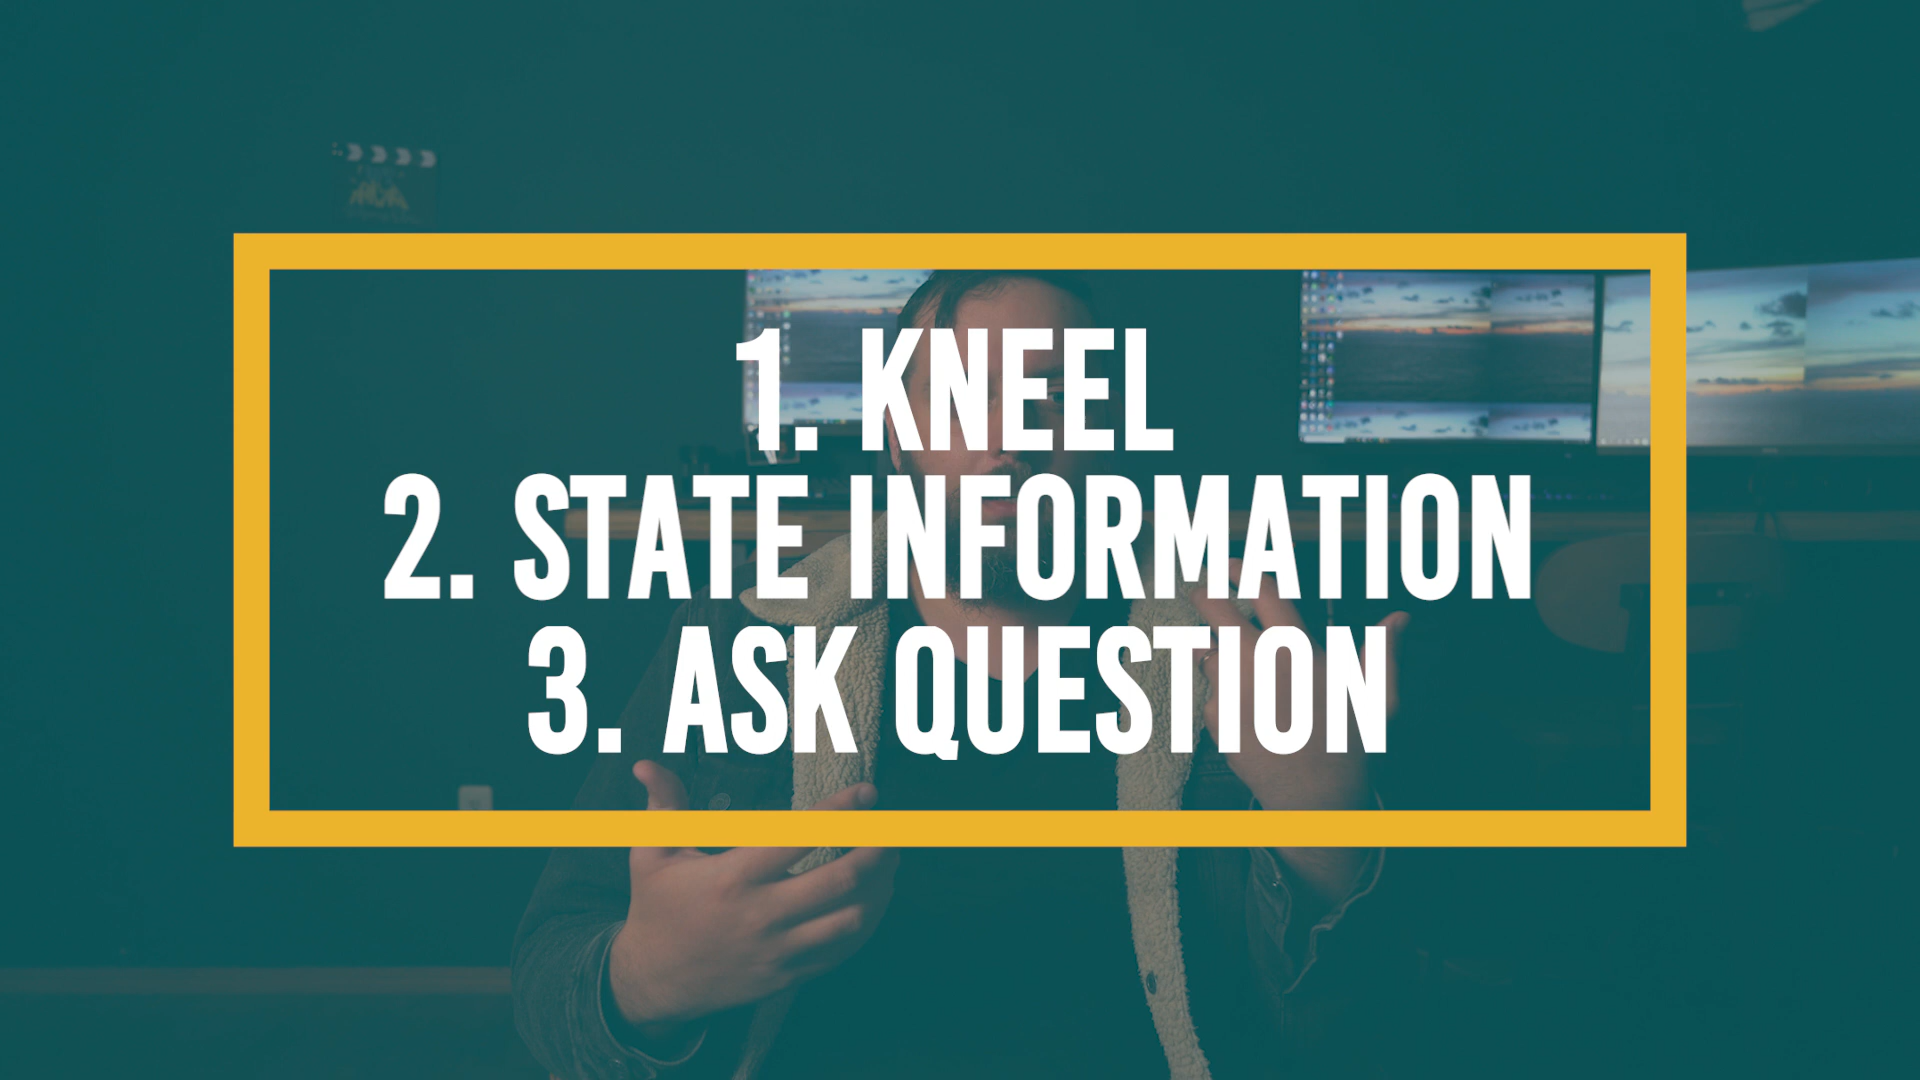 1. KNEEL
2. STATE INFORMATION
3. ASK QUESTION